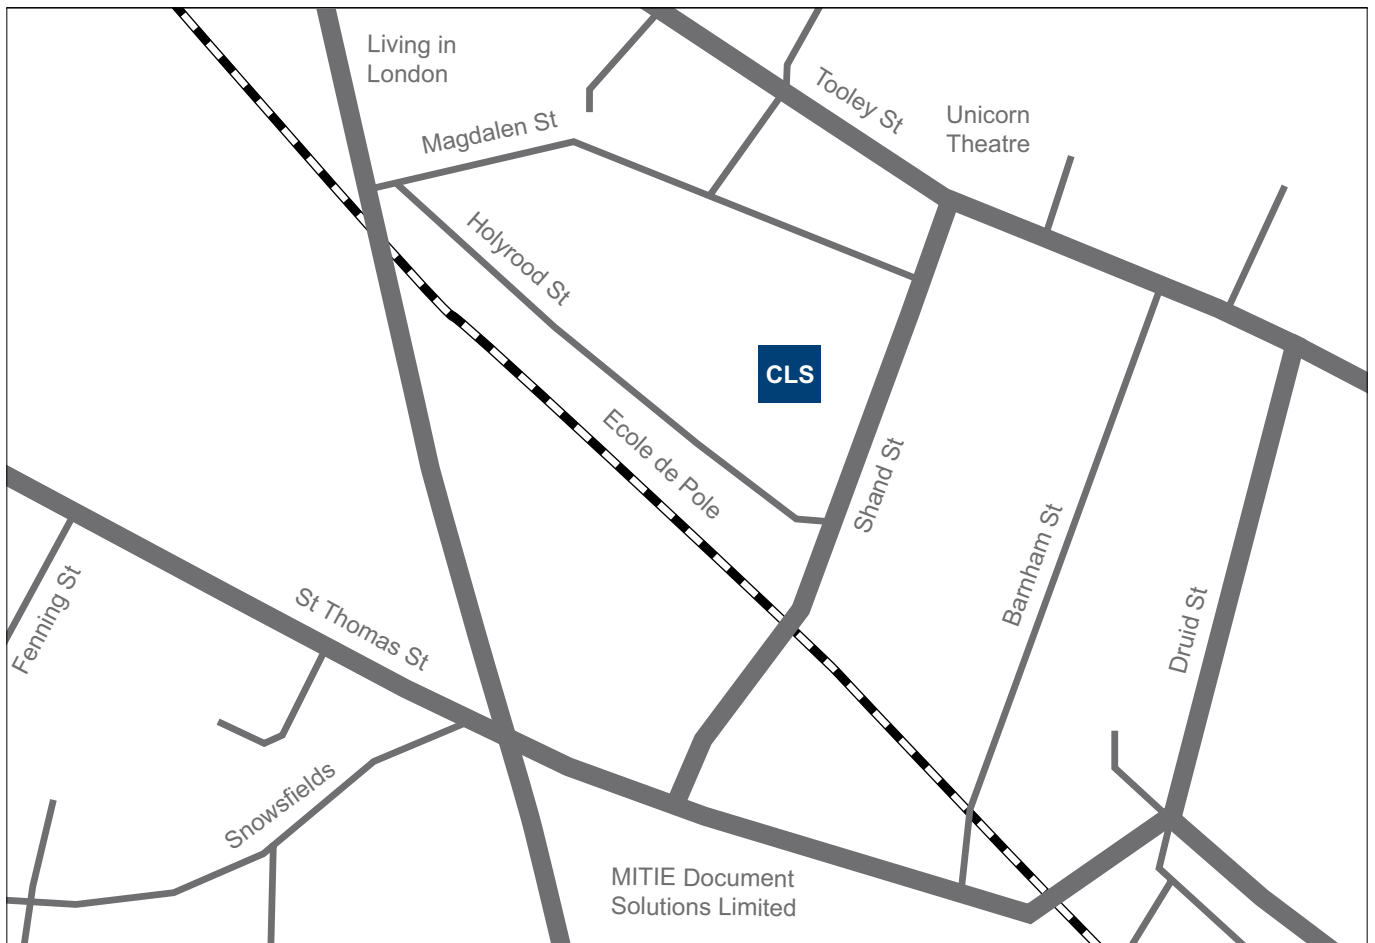 Living in
London
Magdalen St
Tooley St
Unicorn
Theatre
Holyrood St
CLS
Ecole de Pole
Shand St
Barnham St
Druid St
Fenning St
St Thomas St
Snowsfields
MITIE Document
Solutions Limited